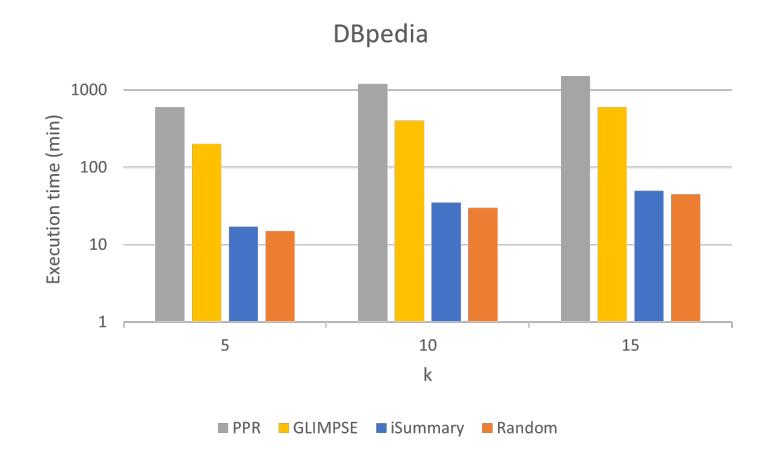 DBpedia
Execution time (min)
1000
100
10
1
5 10 15
k
PPR GLIMPSE iSummary Random